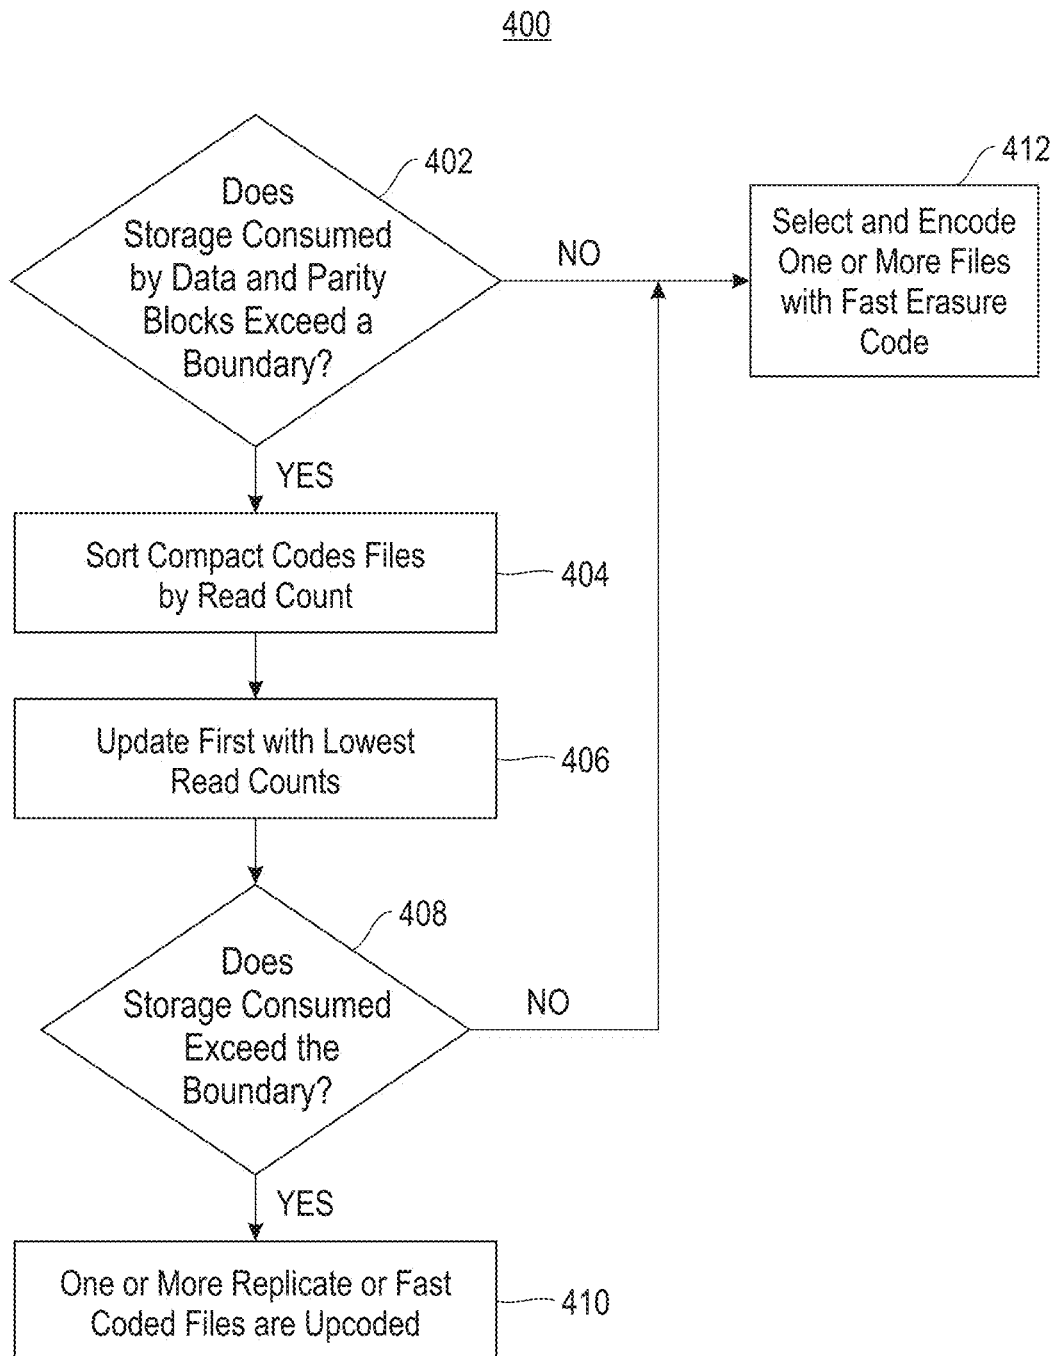 400
Does
Storage Consumed
by Data and Parity
Blocks Exceed a
Boundary?
402
NO
412
Select and Encode
One or More Files
with Fast Erasure
Code
YES
Sort Compact Codes Files
by Read Count
404
Update First with Lowest
Read Counts
406
Does
Storage Consumed
Exceed the
Boundary?
408
NO
YES
One or More Replicate or Fast
Coded Files are Upcoded
410